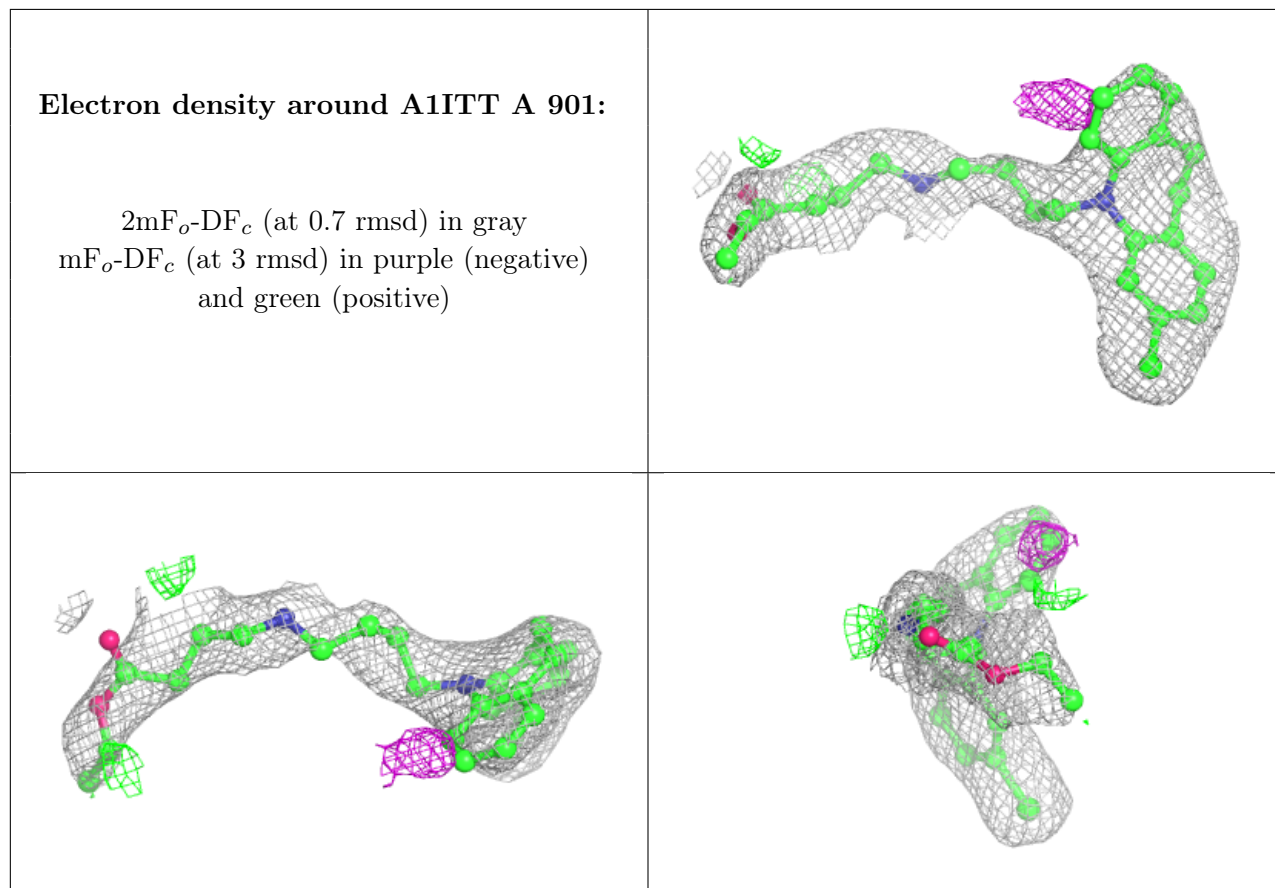 Electron density around A1ITT A 901:
2mFo-DFc (at 0.7 rmsd) in gray
mFo-DFc (at 3 rmsd) in purple (negative)
and green (positive)